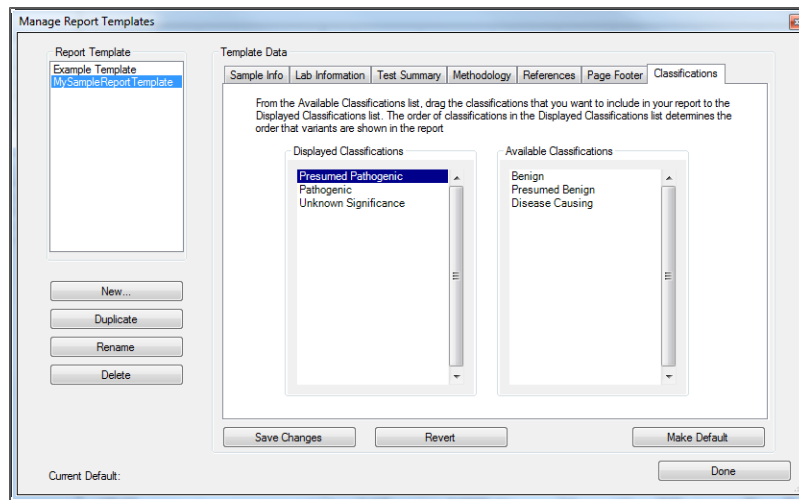 Manage Report Templates
Report Template
Example Template
MySampleReportTemplate
New...
Duplicate
Rename
Delete
Template Data
Sample Info Lab Information Test Summary Methodology References Page Footer Classifications
From the Available Classifications list, drag the classifications that you want to include in your report to the
Displayed Classifications list. The order of classifications in the Displayed Classifications list determines the
order that variants are shown in the report
Displayed Classifications
Presumed Pathogenic
Pathogenic
Unknown Significance
Available Classifications
Benign
Presumed Benign
Disease Causing
Save Changes Revert Make Default
Current Default: Done